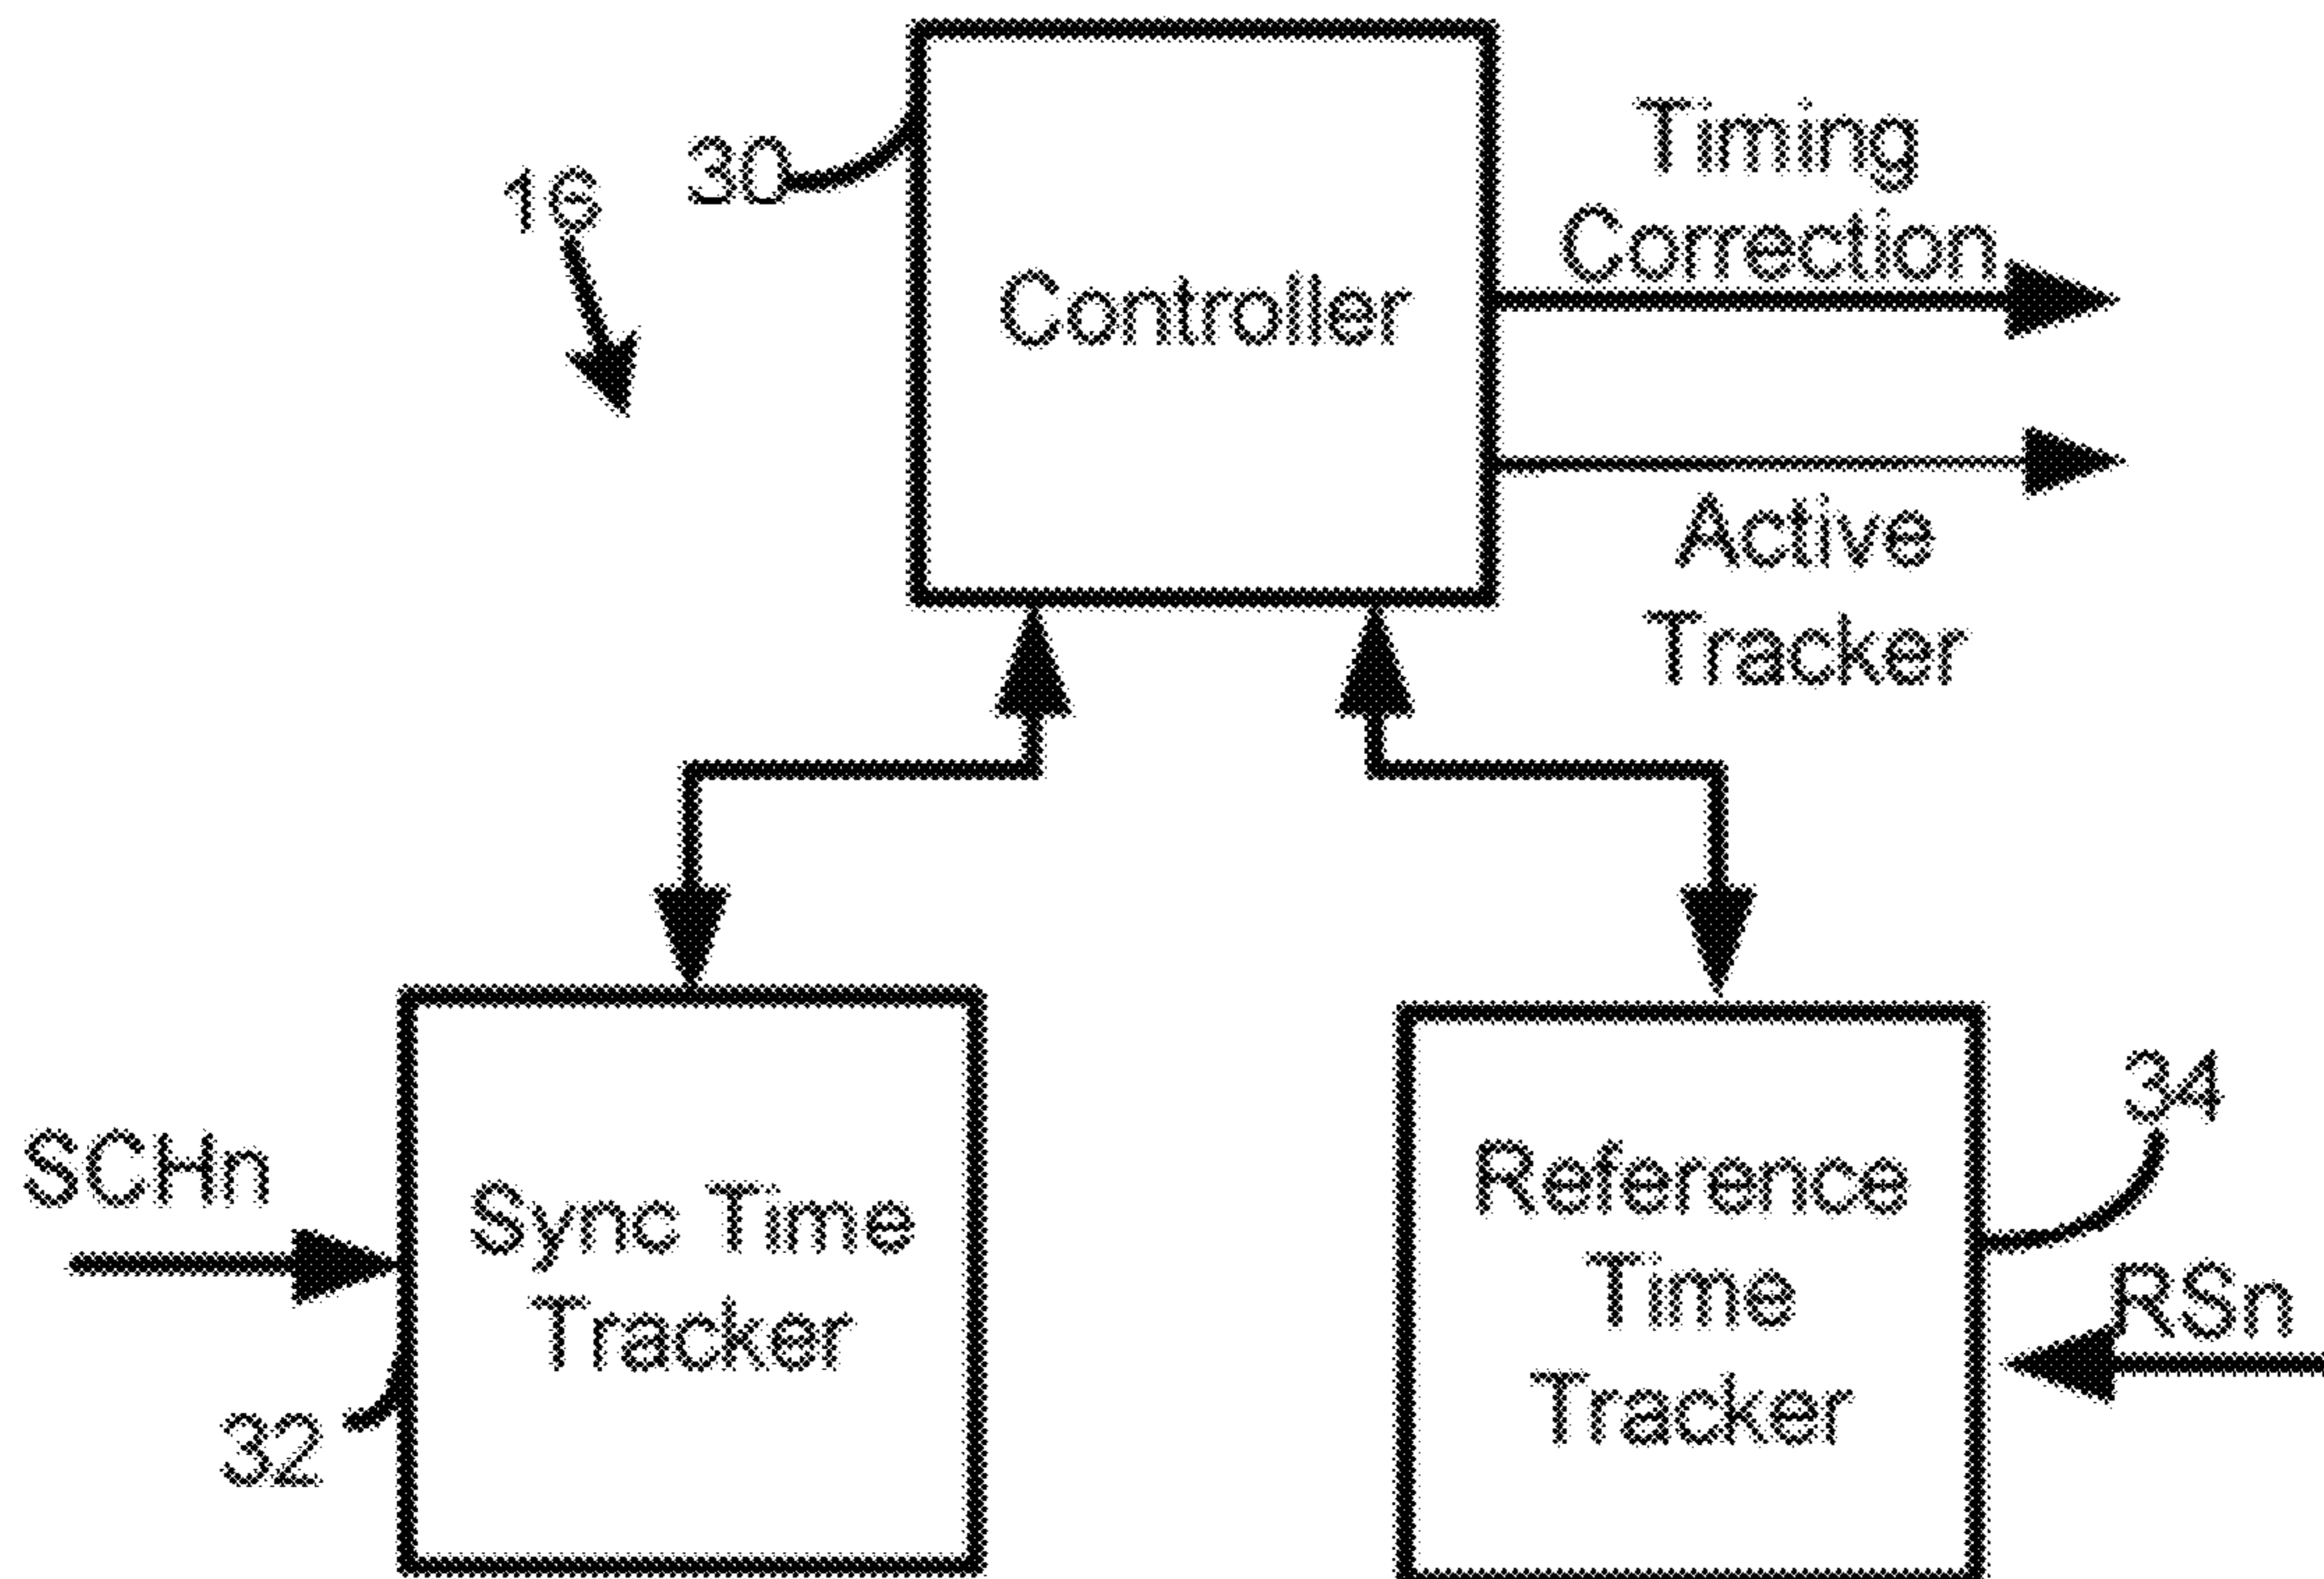 16
30
Controller
Timing
Correction
Active
Tracker
SCHn
Sync Time
Tracker
32
Reference
Time
Tracker
34
RSn